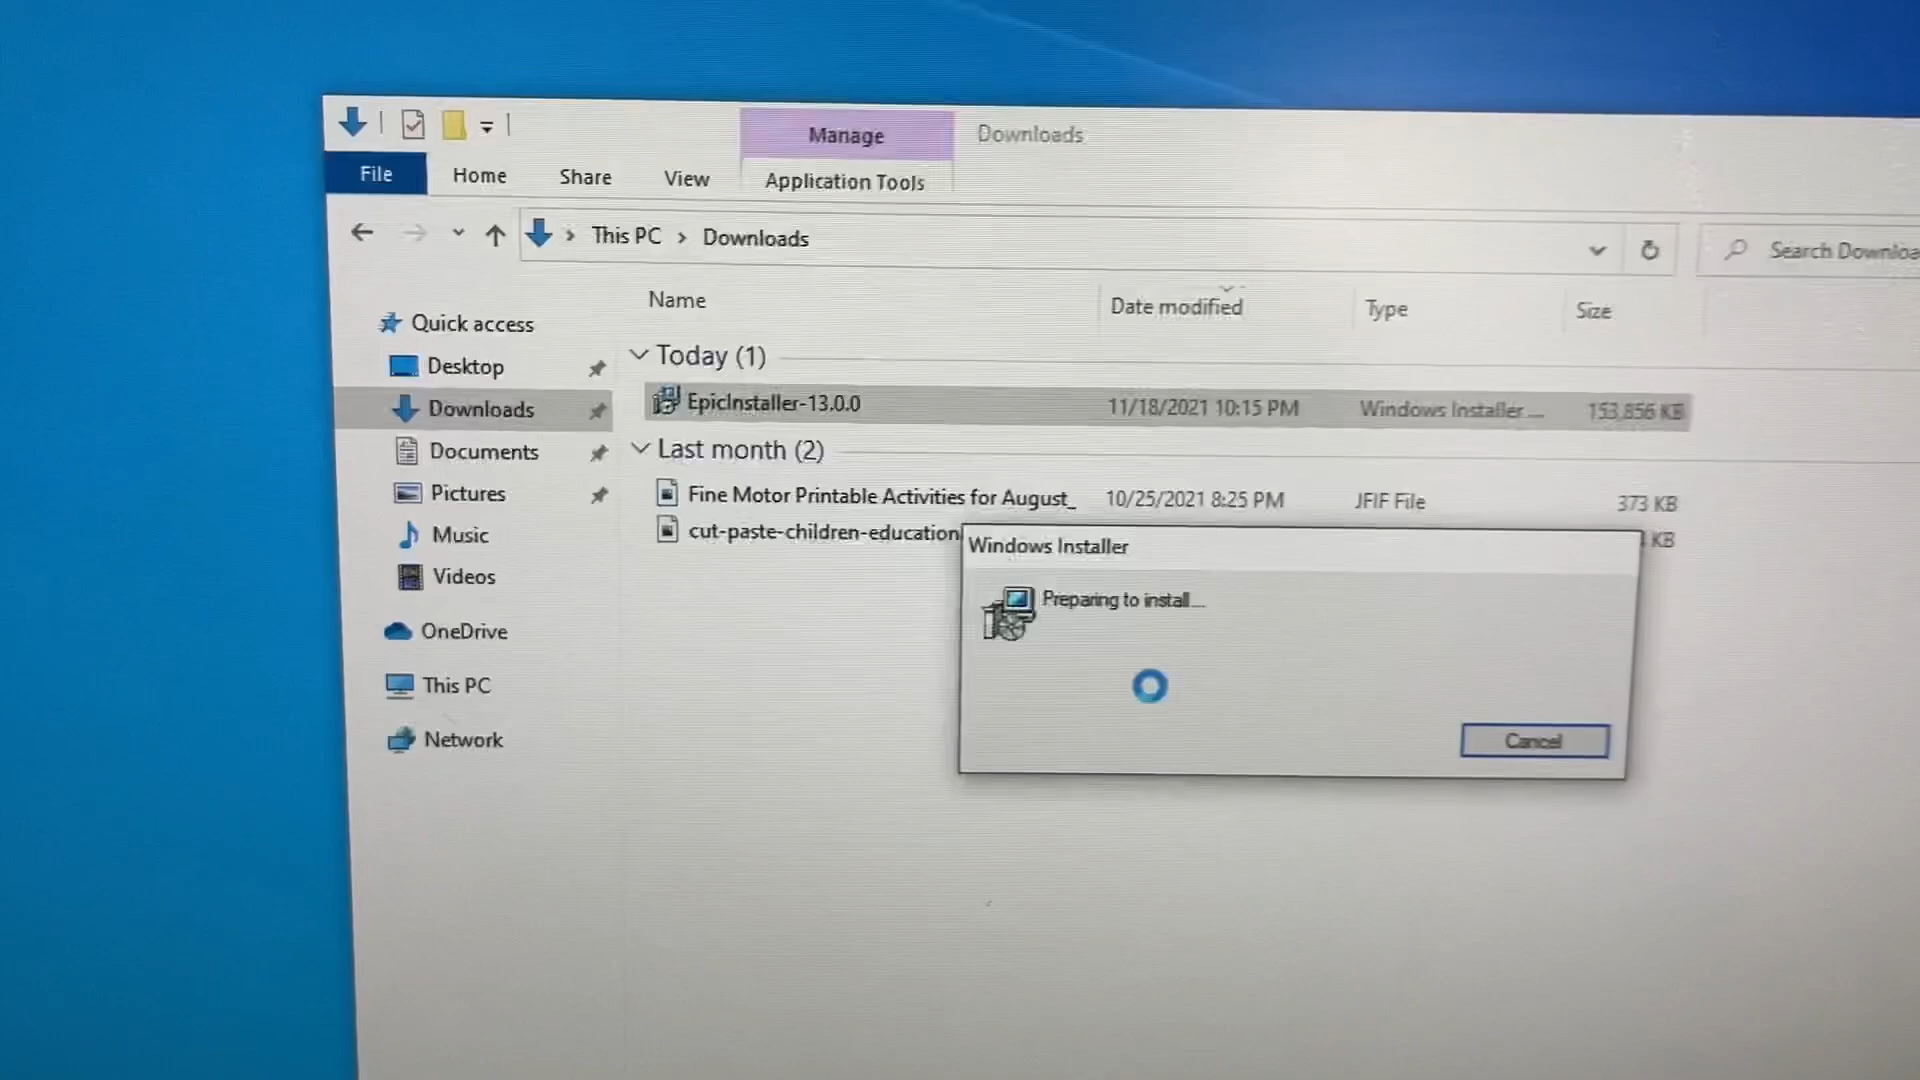 Manage
Downloads
File
Home
Share
View
Application Tools
This PC
Downloads
Search Downloa
Name
Date modified
Type
Size
Quick access
Desktop
Downloads
Documents
Pictures
Music
Videos
OneDrive
This PC
Network
Today (1)
EpicInstaller-13.0.0 11/18/2021 10:15 PM Windows Installer ... 153,856 KB
Last month (2)
Fine Motor Printable Activities for August_ 10/25/2021 8:25 PM JFIF File 373 KB
cut-paste-children-education KB
Windows Installer
Preparing to install...
Cancel